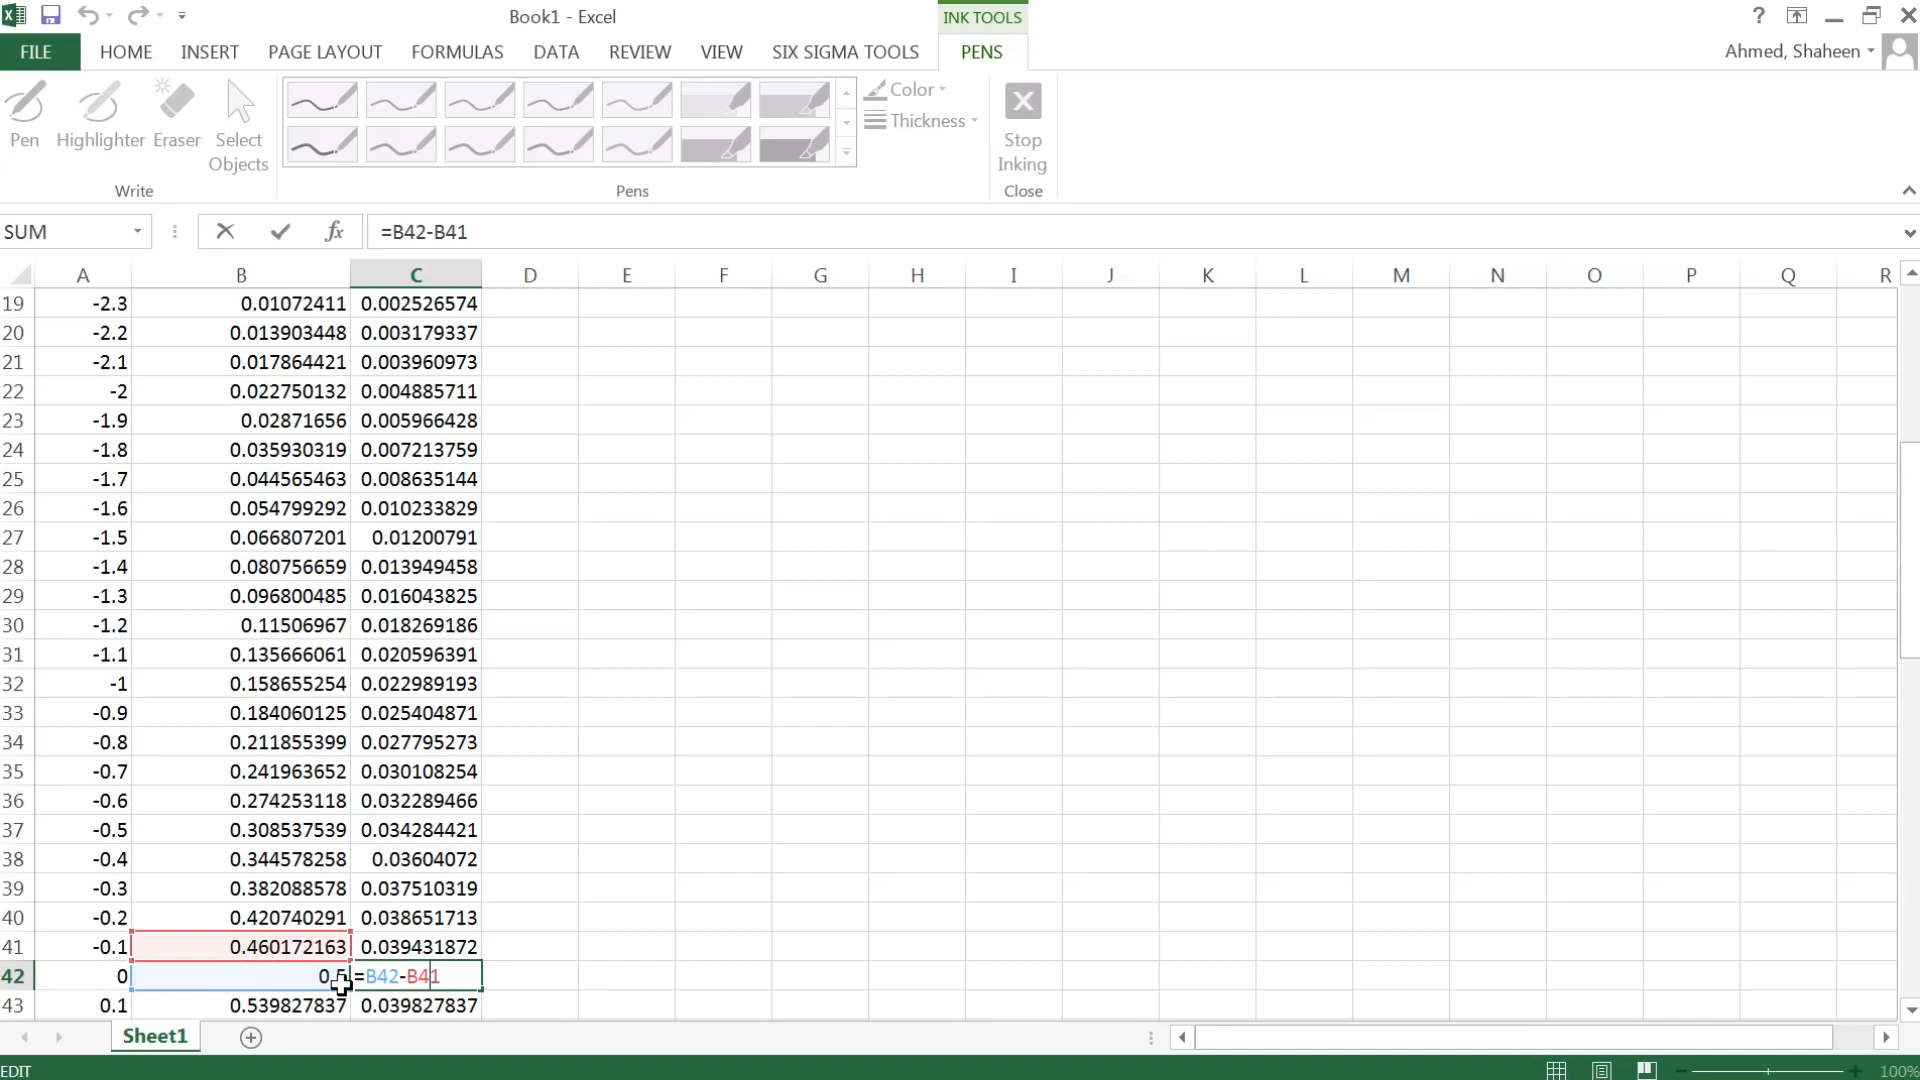 Book1 - Excel
INK TOOLS
?
FILE HOME INSERT PAGE LAYOUT FORMULAS DATA REVIEW VIEW SIX SIGMA TOOLS PENS
Ahmed, Shaheen
Pen Highlighter Eraser Select Objects
Color
Thickness
Stop Inking
Write Pens Close
SUM fx =B42-B41
A B C D E F G H I J K L M N O P Q R
19 -2.3 0.01072411 0.002526574
20 -2.2 0.013903448 0.003179337
21 -2.1 0.017864421 0.003960973
22 -2 0.022750132 0.004885711
23 -1.9 0.02871656 0.005966428
24 -1.8 0.035930319 0.007213759
25 -1.7 0.044565463 0.008635144
26 -1.6 0.054799292 0.010233829
27 -1.5 0.066807201 0.01200791
28 -1.4 0.080756659 0.013949458
29 -1.3 0.096800485 0.016043825
30 -1.2 0.11506967 0.018269186
31 -1.1 0.135666061 0.020596391
32 -1 0.158655254 0.022989193
33 -0.9 0.184060125 0.025404871
34 -0.8 0.211855399 0.027795273
35 -0.7 0.241963652 0.030108254
36 -0.6 0.274253118 0.032289466
37 -0.5 0.308537539 0.034284421
38 -0.4 0.344578258 0.03604072
39 -0.3 0.382088578 0.037510319
40 -0.2 0.420740291 0.038651713
41 -0.1 0.460172163 0.039431872
42 0 0.5 =B42-B41
43 0.1 0.539827837 0.039827837
Sheet1
EDIT 100%